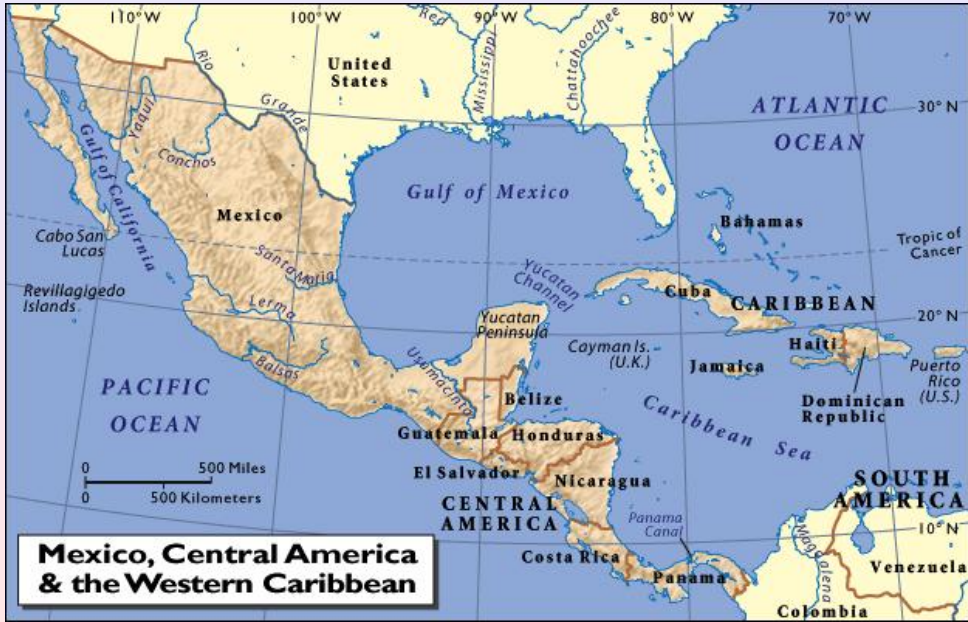 110°W
100°W
90°W
80°W
70°W
Red
Mississippi
Chattahoochee
Rio
Grande
United
States
ATLANTIC
OCEAN
30° N
Yaqui
Conchos
Gulf of California
Gulf of Mexico
Mexico
Bahamas
Cabo San
Lucas
Tropic of
Cancer
Santa Maria
Yucatan
Channel
Revillagigedo
Islands
Lerma
Cuba
CARIBBEAN
20° N
Yucatan
Peninsula
Cayman Is.
(U.K.)
Haiti
Jamaica
Puerto
Rico
(U.S.)
Balsas
Usumacinta
PACIFIC
OCEAN
Belize
Dominican
Republic
Caribbean Sea
Guatemala
Honduras
El Salvador
Nicaragua
0
500 Miles
0
500 Kilometers
CENTRAL
AMERICA
SOUTH
AMERICA
Panama
Canal
10° N
Magdalena
Costa Rica
Panama
Venezuela
Colombia
Mexico, Central America
& the Western Caribbean